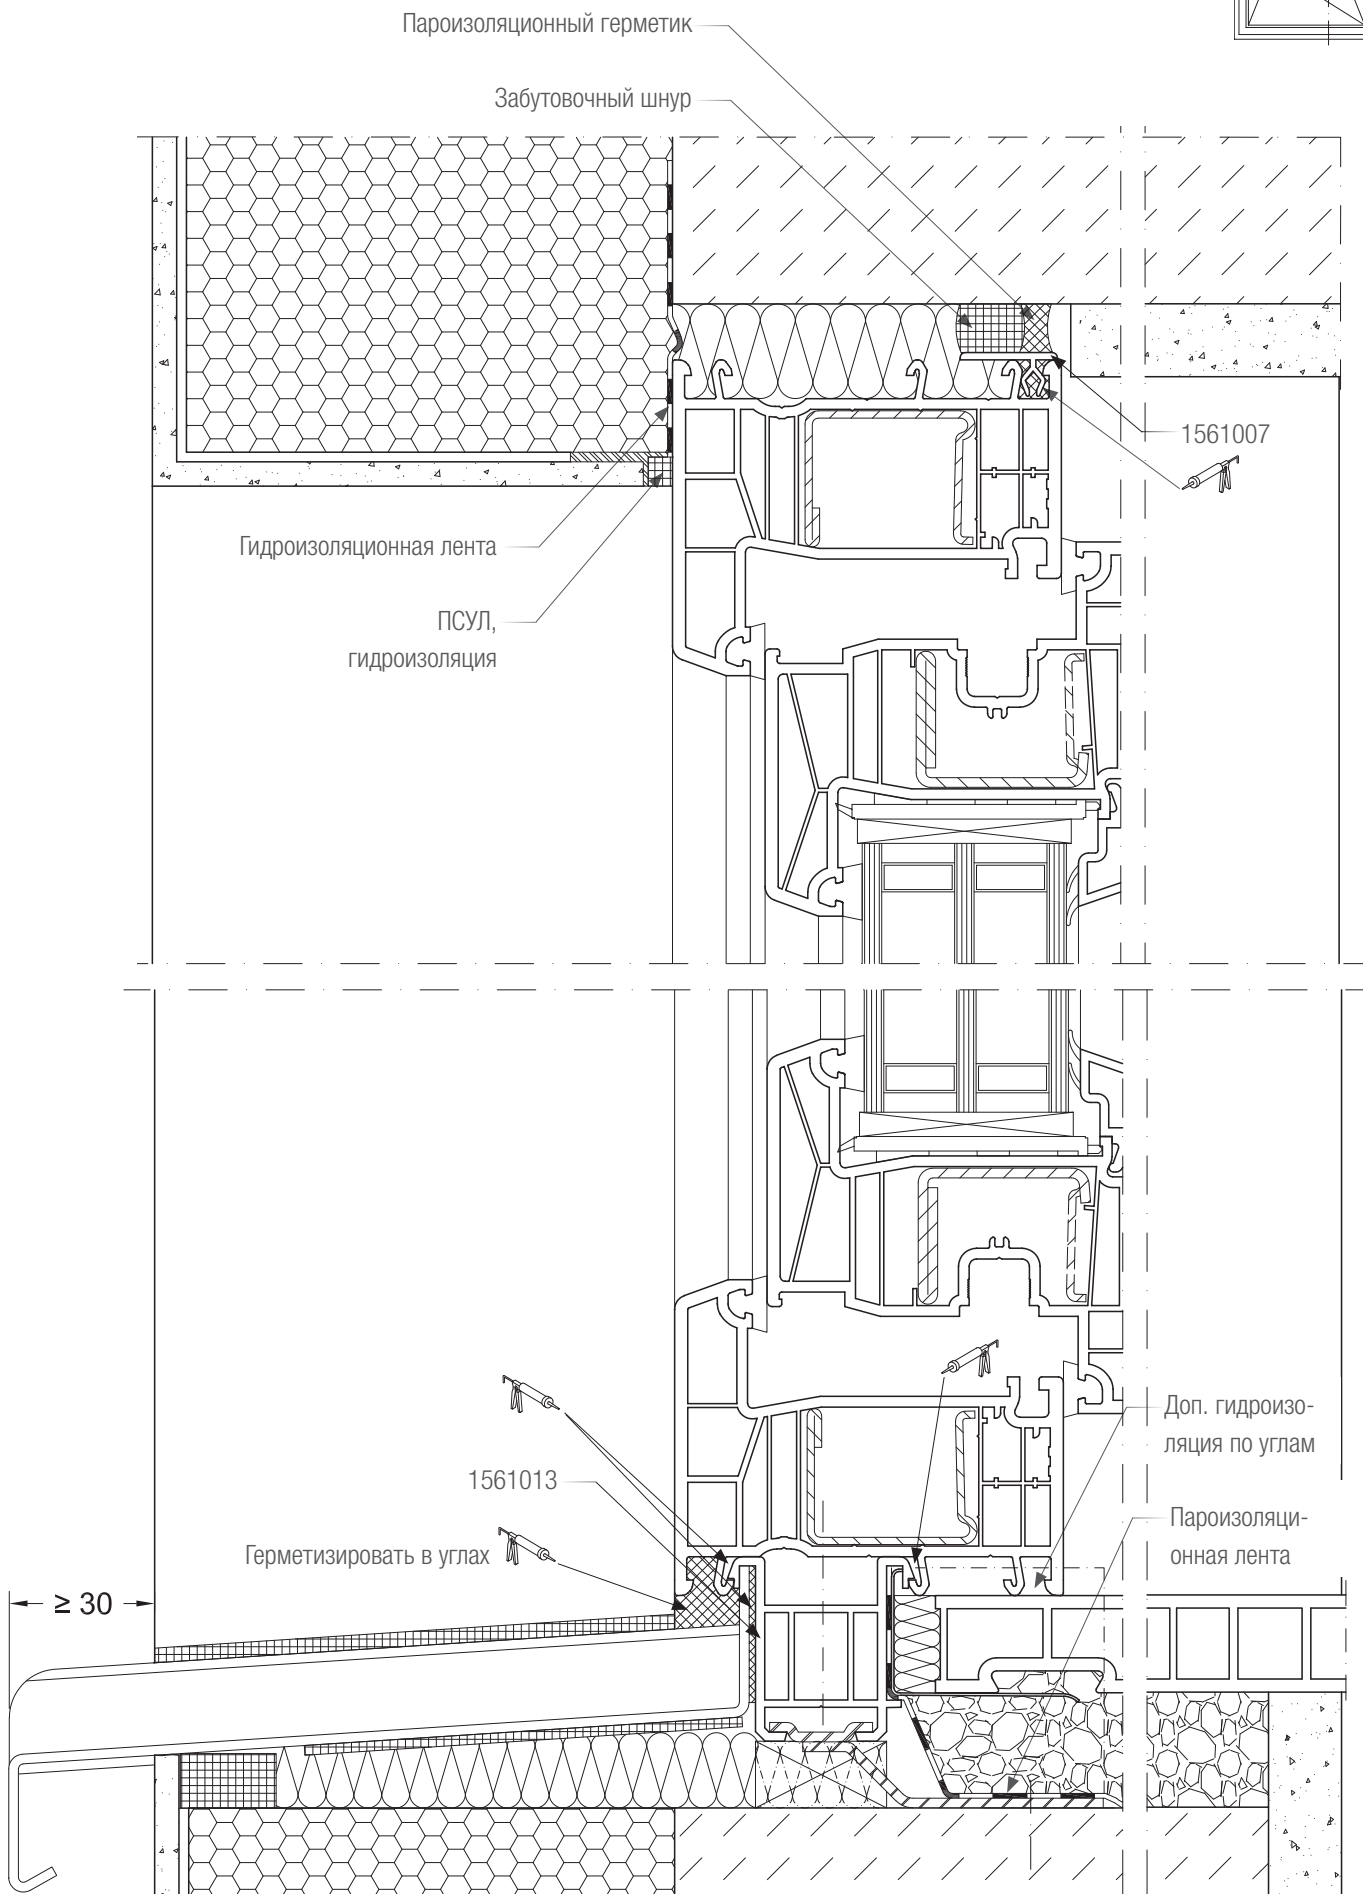 Пароизоляционный герметик
Забутовочный шнур
1561007
Гидроизоляционная лента
ПСУЛ,
гидроизоляция
Доп. гидроизо-
ляция по углам
1561013
Пароизоляци-
онная лента
Герметизировать в углах
≥ 30